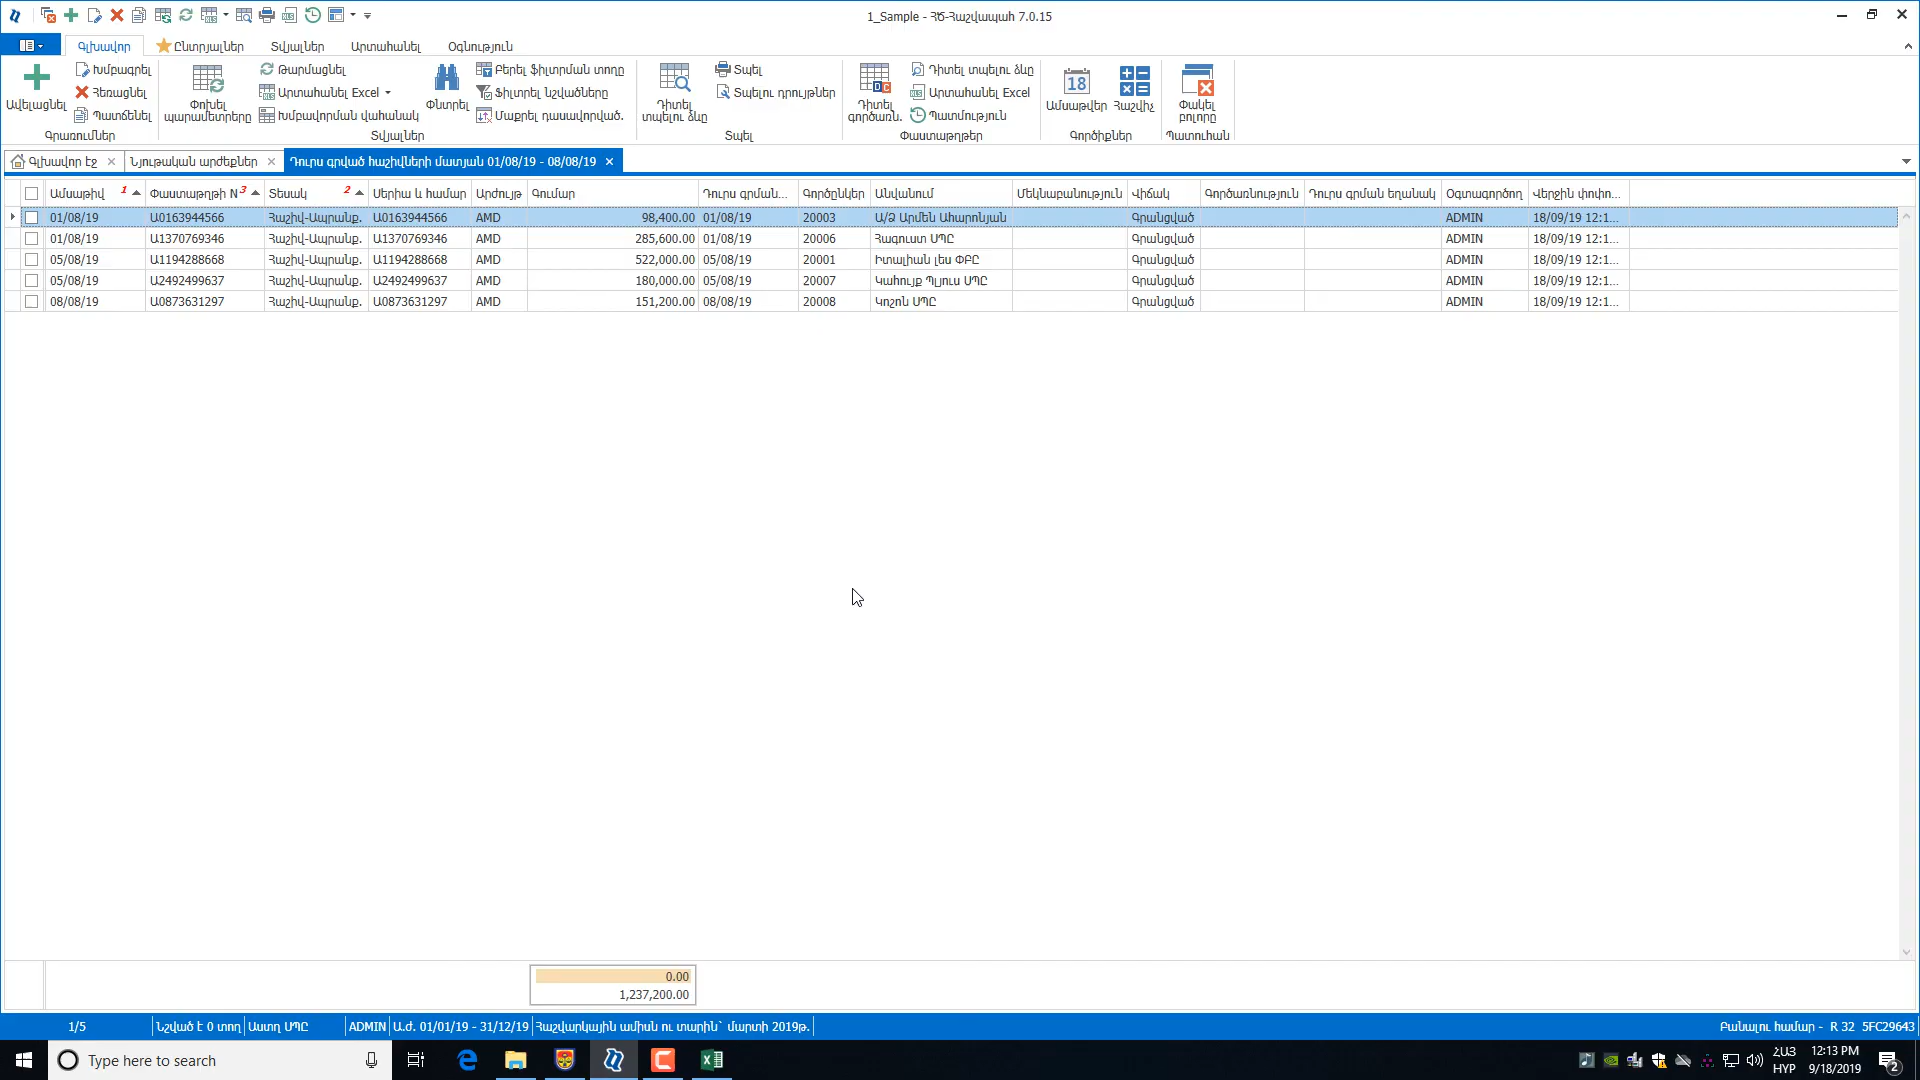 1_Sample - ՀԾ-Հաշվապահ 7.0.15
Գլխավոր Ընտրյալներ Տվյալներ Արտահանել Օգնություն
Ավելացնել
Խմբագրել
Հեռացնել
Պատճենել
Գրառումներ
Փոխել պարամետրերը
Թարմացնել
Արտահանել Excel
Խմբավորման վահանակ
Փնտրել
Բերել ֆիլտրման տողը
Ֆիլտրել նշվածները
Մաքրել դասավորված.
Տվյալներ
Դիտել տպելու ձևը
Տպել
Տպելու դրույթներ
Տպել
Դիտել գործառն.
Դիտել տպելու ձևը
Արտահանել Excel
Պատմություն
Փաստաթղթեր
18
Ամսաթվեր
Հաշվիչ
Գործիքներ
Փակել բոլորը
Պատուհան
Գլխավոր էջ Նյութական արժեքներ Դուրս գրված հաշիվների մատյան 01/08/19 - 08/08/19
Ամսաթիվ 1 Փաստաթղթի N 3 Տեսակ 2 Սերիա և համար Արժույթ Գումար Դուրս գրման... Գործընկեր Անվանում Մեկնաբանություն Վիճակ Գործառնություն Դուրս գրման եղանակ Օգտագործող Վերջին փոփո...
01/08/19 Ա0163944566 Հաշիվ-Ապրանք. Ա0163944566 AMD 98,400.00 01/08/19 20003 Ա/Ձ Արմեն Ահարոնյան Գրանցված ADMIN 18/09/19 12:1...
01/08/19 Ա1370769346 Հաշիվ-Ապրանք. Ա1370769346 AMD 285,600.00 01/08/19 20006 Հագուստ ՍՊԸ Գրանցված ADMIN 18/09/19 12:1...
05/08/19 Ա1194288668 Հաշիվ-Ապրանք. Ա1194288668 AMD 522,000.00 05/08/19 20001 Իտալիան լես ՓԲԸ Գրանցված ADMIN 18/09/19 12:1...
05/08/19 Ա2492499637 Հաշիվ-Ապրանք. Ա2492499637 AMD 180,000.00 05/08/19 20007 Կահույք Պլյուս ՍՊԸ Գրանցված ADMIN 18/09/19 12:1...
08/08/19 Ա0873631297 Հաշիվ-Ապրանք. Ա0873631297 AMD 151,200.00 08/08/19 20008 Կոշոն ՍՊԸ Գրանցված ADMIN 18/09/19 12:1...
0.00
1,237,200.00
1/5 Նշված է 0 տող Աստղ ՍՊԸ ADMIN Ա.Ժ. 01/01/19 - 31/12/19 Հաշվարկային ամիսն ու տարին՝ մարտի 2019թ. Բանալու համար - R 32 5FC29643
Type here to search
ՀԱՅ
HYP
12:13 PM
9/18/2019
2